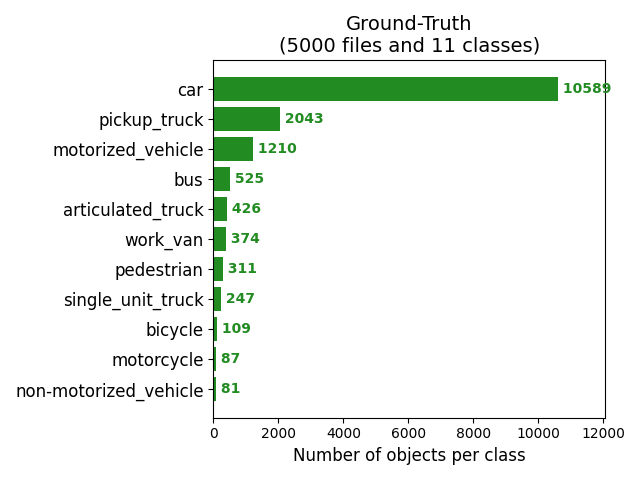 Ground-Truth
(5000 files and 11 classes)
car 10589
pickup_truck 2043
motorized_vehicle 1210
bus 525
articulated_truck 426
work_van 374
pedestrian 311
single_unit_truck 247
bicycle 109
motorcycle 87
non-motorized_vehicle 81
0 2000 4000 6000 8000 10000 12000
Number of objects per class